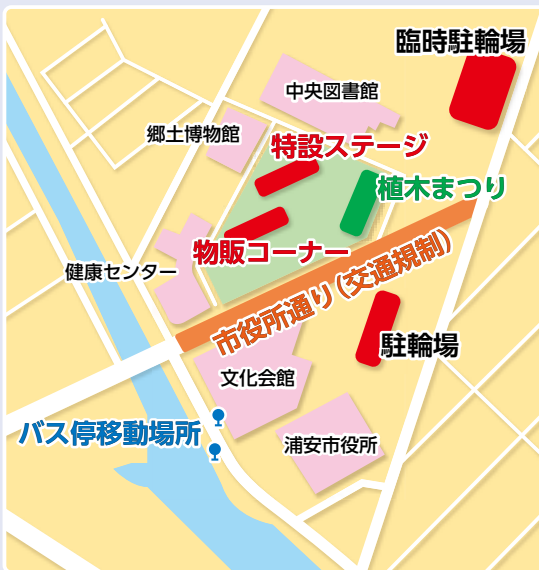 臨時駐輪場
中央図書館
郷土博物館
特設ステージ
植木まつり
物販コーナー
健康センター
市役所通り(交通規制)
駐輪場
文化会館
バス停移動場所
浦安市役所